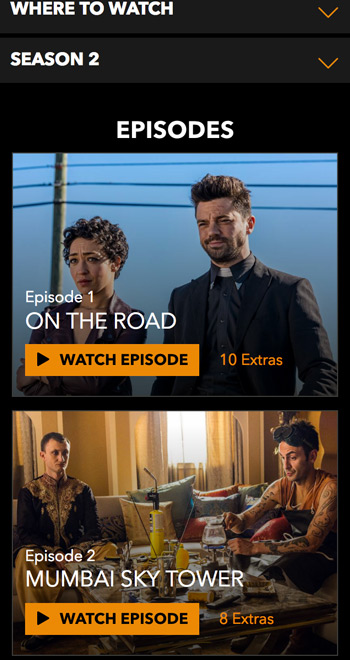 WHERE TO WATCH
SEASON 2
EPISODES
Episode 1
ON THE ROAD
WATCH EPISODE
10 Extras
Episode 2
MUMBAI SKY TOWER
WATCH EPISODE
8 Extras